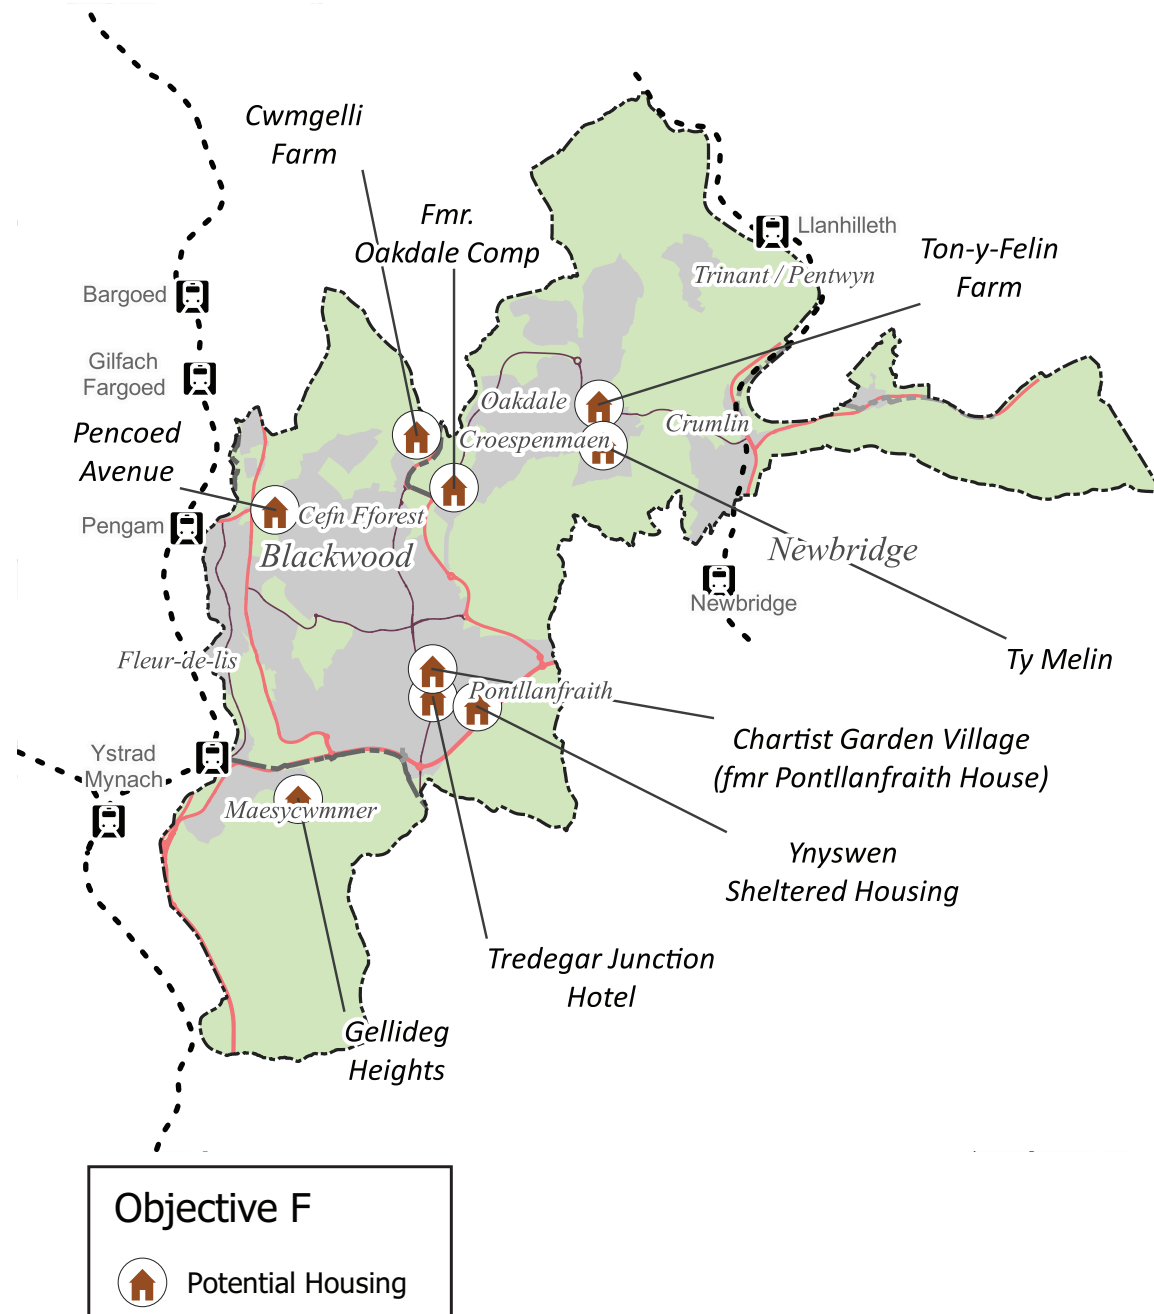 Cwmgelli
Farm
Fmr.
Oakdale Comp
Llanhilleth
Ton-y-Felin
Farm
Trinant / Pentwyn
Bargoed
Gilfach
Fargoed
Pencoed
Avenue
Oakdale
Croespenmaen
Crumlin
Pengam
Cefn Fforest
Blackwood
Newbridge
Newbridge
Fleur-de-lis
Ty Melin
Pontllanfraith
Chartist Garden Village
(fmr Pontllanfraith House)
Ystrad
Mynach
Maesycwmmer
Ynyswen
Sheltered Housing
Tredegar Junction
Hotel
Gellideg
Heights
Objective F
Potential Housing